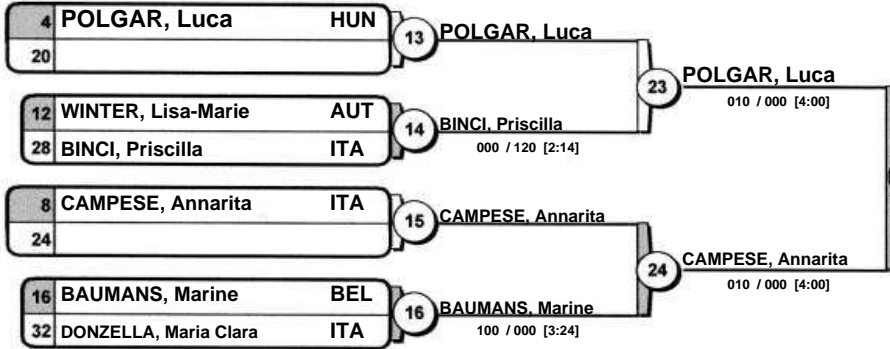 4 POLGAR, Luca HUN
20
13 POLGAR, Luca
12 WINTER, Lisa-Marie AUT
28 BINCI, Priscilla ITA
14 BINCI, Priscilla
000 / 120 [2:14]
23 POLGAR, Luca
010 / 000 [4:00]
8 CAMPESE, Annarita ITA
24
15 CAMPESE, Annarita
16 BAUMANS, Marine BEL
32 DONZELLA, Maria Clara ITA
16 BAUMANS, Marine
100 / 000 [3:24]
24 CAMPESE, Annarita
010 / 000 [4:00]